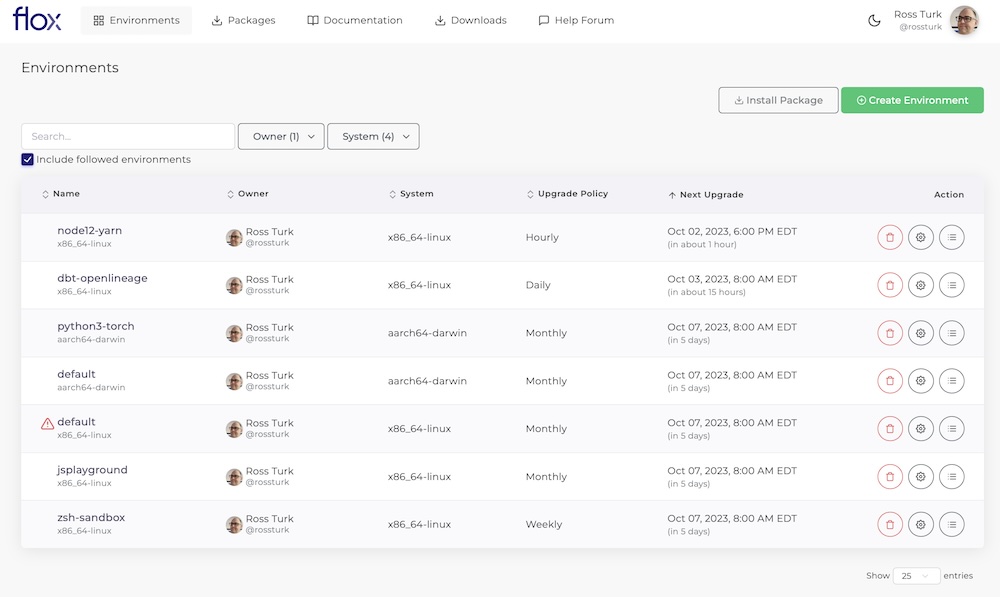 flox
Environments
Packages
Documentation
Downloads
Help Forum
Ross Turk
@rossturk
Environments
Install Package
Create Environment
Search...
Owner (1)
System (4)
Include followed environments
Name
Owner
System
Upgrade Policy
Next Upgrade
Action
node12-yarn
x86_64-linux
Ross Turk
@rossturk
x86_64-linux
Hourly
Oct 02, 2023, 6:00 PM EDT
(in about 1 hour)
dbt-openlineage
x86_64-linux
Ross Turk
@rossturk
x86_64-linux
Daily
Oct 03, 2023, 8:00 AM EDT
(in about 15 hours)
python3-torch
aarch64-darwin
Ross Turk
@rossturk
aarch64-darwin
Monthly
Oct 07, 2023, 8:00 AM EDT
(in 5 days)
default
aarch64-darwin
Ross Turk
@rossturk
aarch64-darwin
Monthly
Oct 07, 2023, 8:00 AM EDT
(in 5 days)
default
x86_64-linux
Ross Turk
@rossturk
x86_64-linux
Monthly
Oct 07, 2023, 8:00 AM EDT
(in 5 days)
jsplayground
x86_64-linux
Ross Turk
@rossturk
x86_64-linux
Monthly
Oct 07, 2023, 8:00 AM EDT
(in 5 days)
zsh-sandbox
x86_64-linux
Ross Turk
@rossturk
x86_64-linux
Weekly
Oct 07, 2023, 8:00 AM EDT
(in 5 days)
Show 25 entries